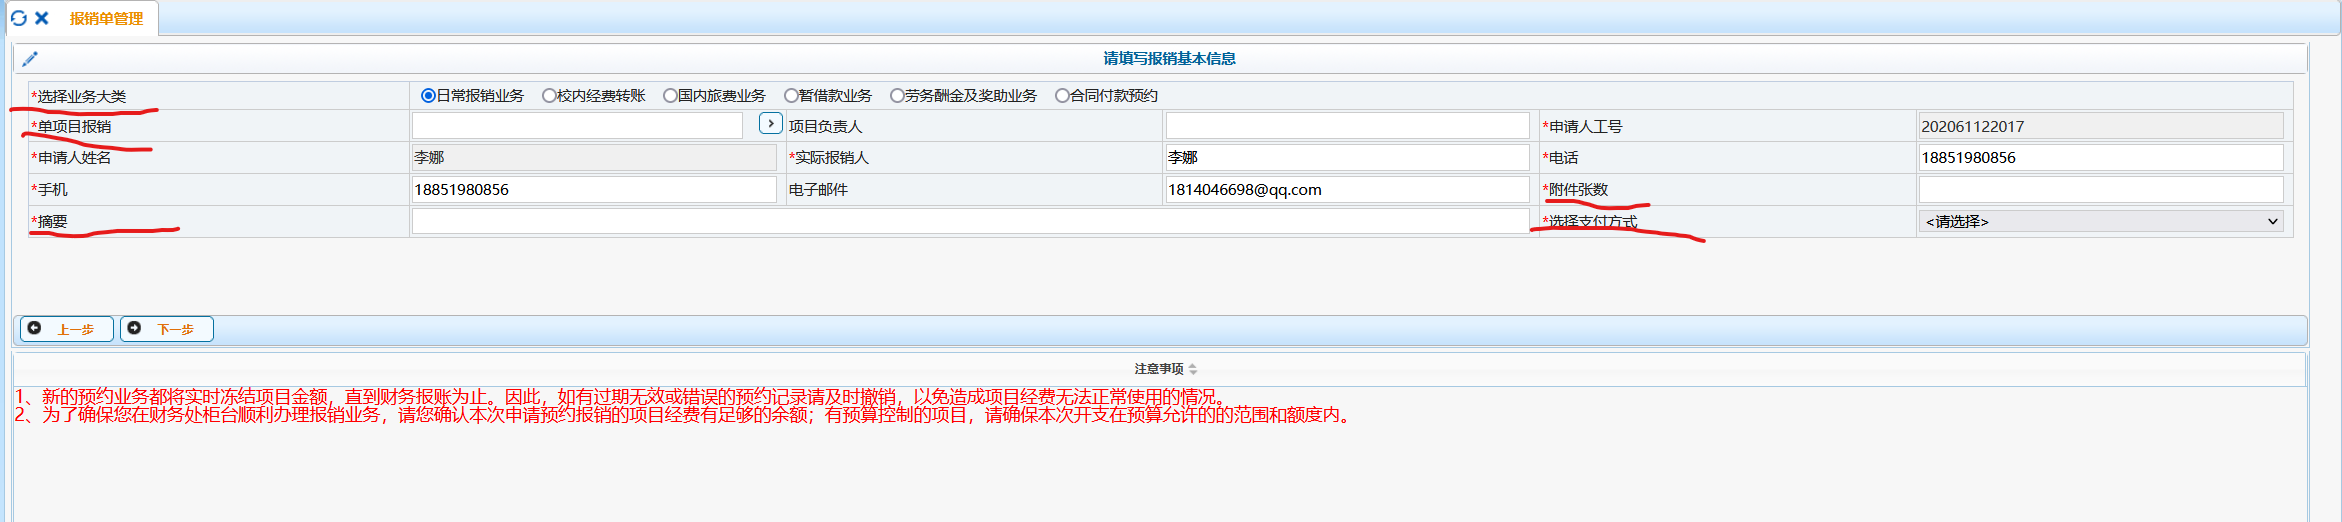 报销单管理
请填写报销基本信息
*选择业务大类 日常报销业务 校内经费转账 国内旅费业务 暂借款业务 劳务酬金及奖助业务 合同付款预约
*单项目报销 项目负责人 *申请人工号 202061122017
*申请人姓名 李娜 *实际报销人 李娜 *电话 18851980856
*手机 18851980856 电子邮件 1814046698@qq.com *附件张数
*摘要 *选择支付方式 <请选择>
上一步 下一步
注意事项
1、新的预约业务都将实时冻结项目金额，直到财务报账为止。因此，如有过期无效或错误的预约记录请及时撤销，以免造成项目经费无法正常使用的情况。
2、为了确保您在财务处柜台顺利办理报销业务，请您确认本次申请预约报销的项目经费有足够的余额；有预算控制的项目，请确保本次开支在预算允许的的范围和额度内。